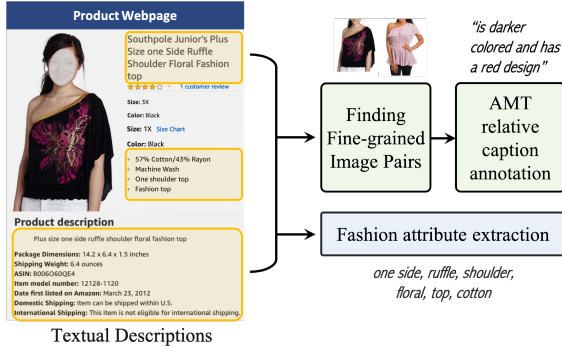 Product Webpage
Southpole Junior's Plus
Size one Side Ruffle
Shoulder Floral Fashion
top
1 customer review
Size: 3X
Color: Black
Size: 1X Size Chart
Color: Black
57% Cotton/43% Rayon
Machine Wash
One shoulder top
Fashion top
Product description
Plus size one side ruffle shoulder floral fashion top
Package Dimensions: 14.2 x 6.4 x 1.5 inches
Shipping Weight: 6.4 ounces
ASIN: B006O60QE4
Item model number: 12128-1120
Date first listed on Amazon: March 23, 2012
Domestic Shipping: Item can be shipped within U.S.
International Shipping: This item is not eligible for international shipping.
Textual Descriptions
Finding
Fine-grained
Image Pairs
"is darker
colored and has
a red design"
AMT
relative
caption
annotation
Fashion attribute extraction
one side, ruffle, shoulder,
floral, top, cotton